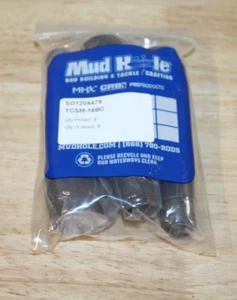 Mud Hole
ROD BUILDING & TACKLE CRAFTING
MHX CRB PROPRODUCTS
SO1204479
TCSM-16BC
MUDHOLE.COM | (866) 790-RODS
PLEASE RECYCLE AND KEEP
OUR WATERWAYS CLEAN